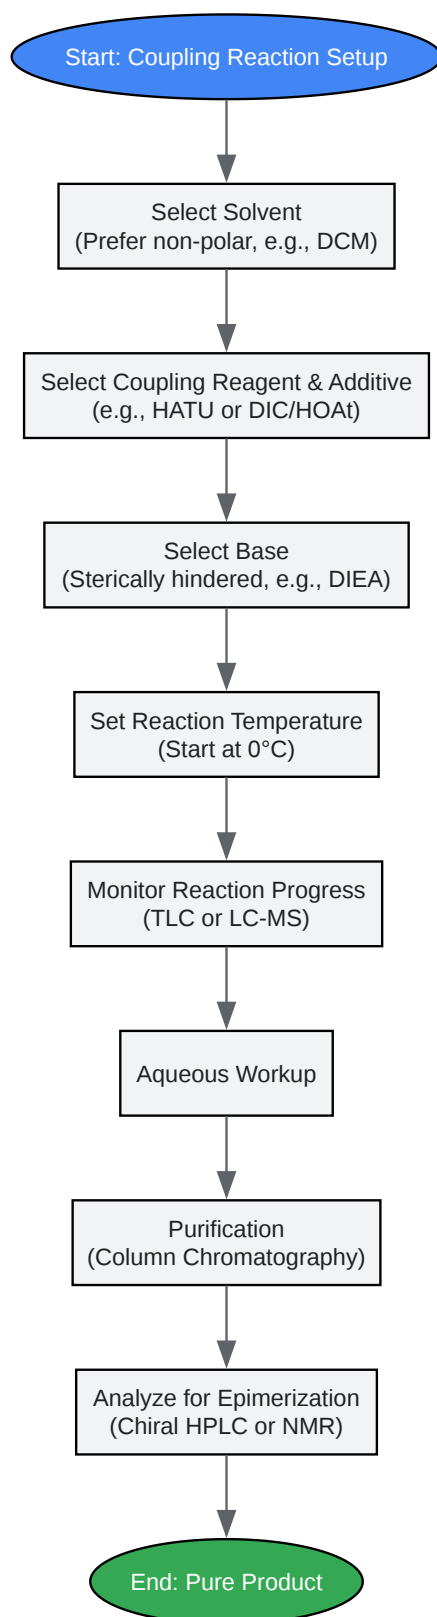 Start: Coupling Reaction Setup
Select Solvent
(Prefer non-polar, e.g., DCM)
Select Coupling Reagent & Additive
(e.g., HATU or DIC/HOAt)
Select Base
(Sterically hindered, e.g., DIEA)
Set Reaction Temperature
(Start at 0°C)
Monitor Reaction Progress
(TLC or LC-MS)
Aqueous Workup
Purification
(Column Chromatography)
Analyze for Epimerization
(Chiral HPLC or NMR)
End: Pure Product